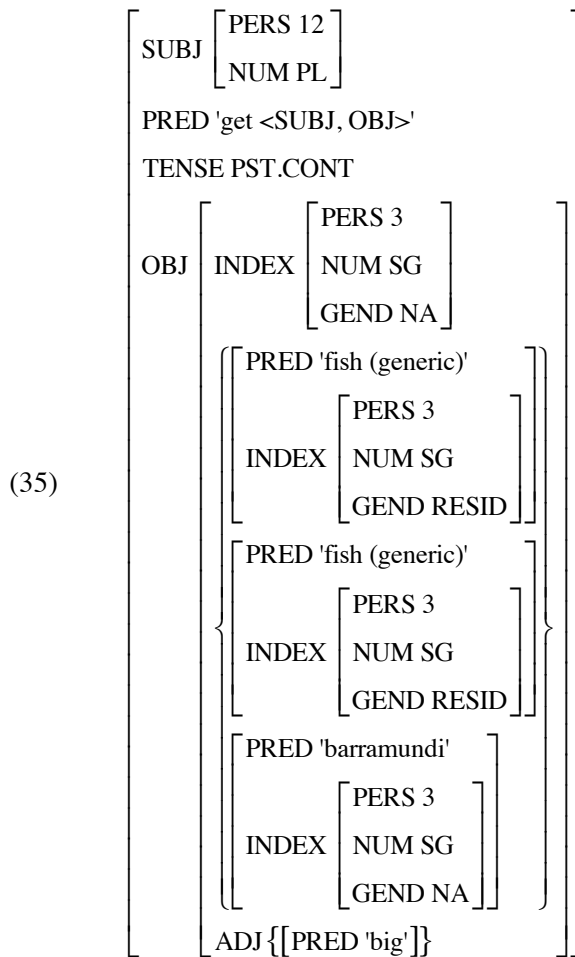 PERS 12
SUBJ
NUM PL
PRED 'get <SUBJ, OBJ>'
TENSE PST.CONT
PERS 3
OBJ INDEX NUM SG
GEND NA
PRED 'fish (generic)'
PERS 3
INDEX NUM SG
(35)
GEND RESID
PRED 'fish (generic)'
PERS 3
INDEX NUM SG
GEND RESID
PRED 'barramundi'
PERS 3
INDEX NUM SG
GEND NA
ADJ{[PRED 'big']}